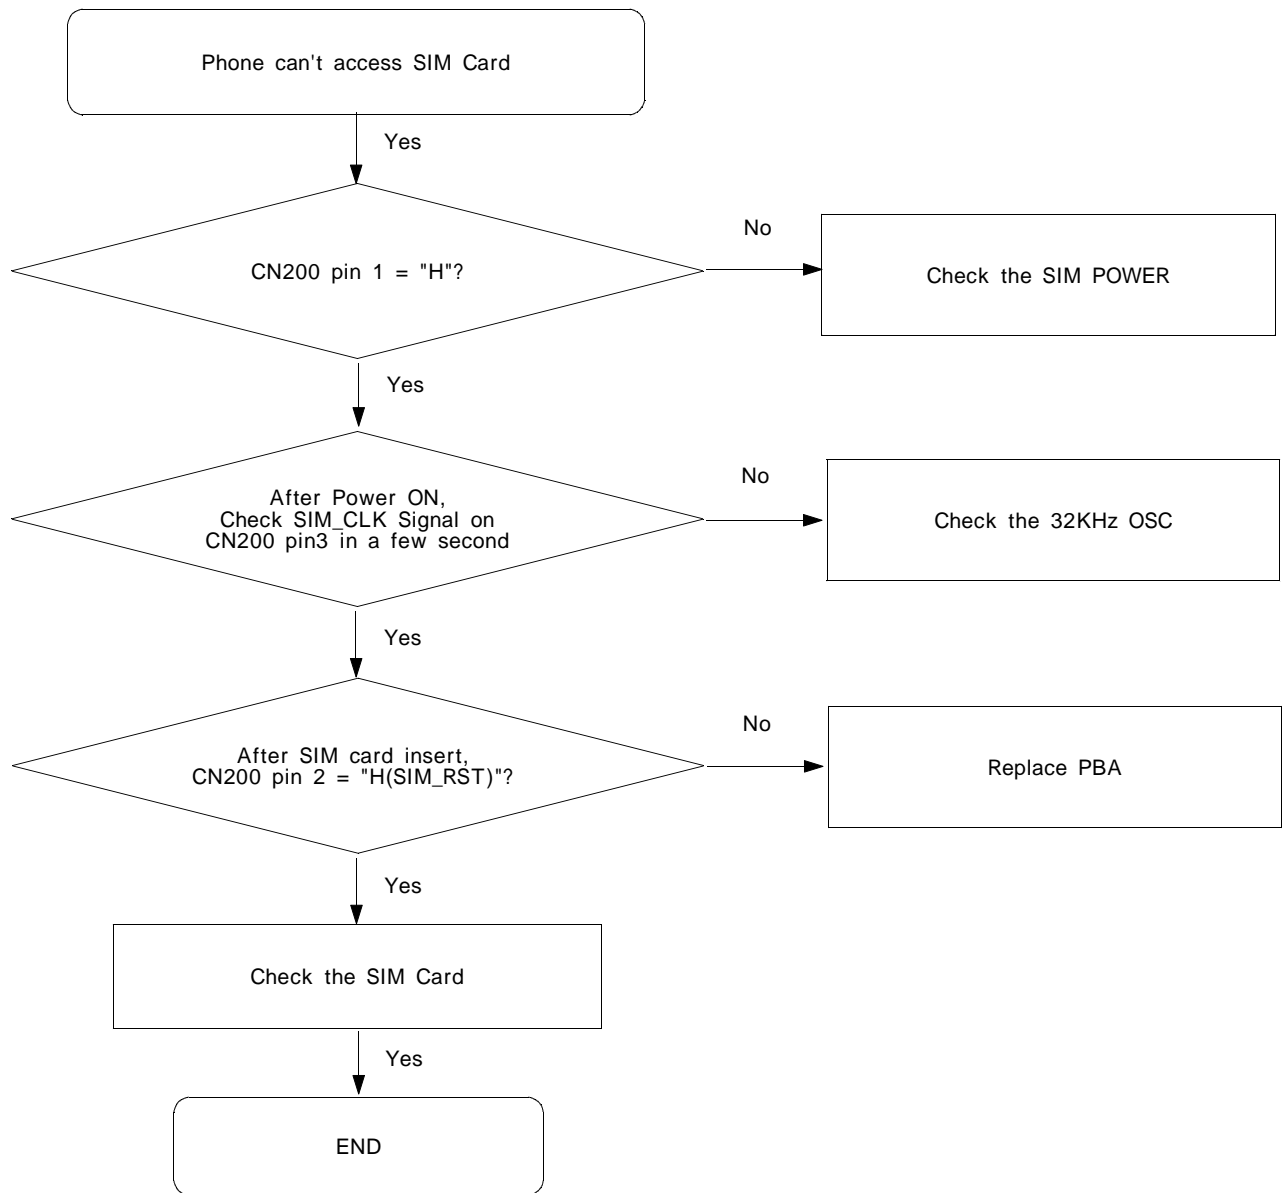 Phone can't access SIM Card
Yes
CN200 pin 1 = "H"?
No
Check the SIM POWER
Yes
After Power ON,
Check SIM_CLK Signal on
CN200 pin3 in a few second
No
Check the 32KHz OSC
Yes
After SIM card insert,
CN200 pin 2 = "H(SIM_RST)"?
No
Replace PBA
Yes
Check the SIM Card
Yes
END